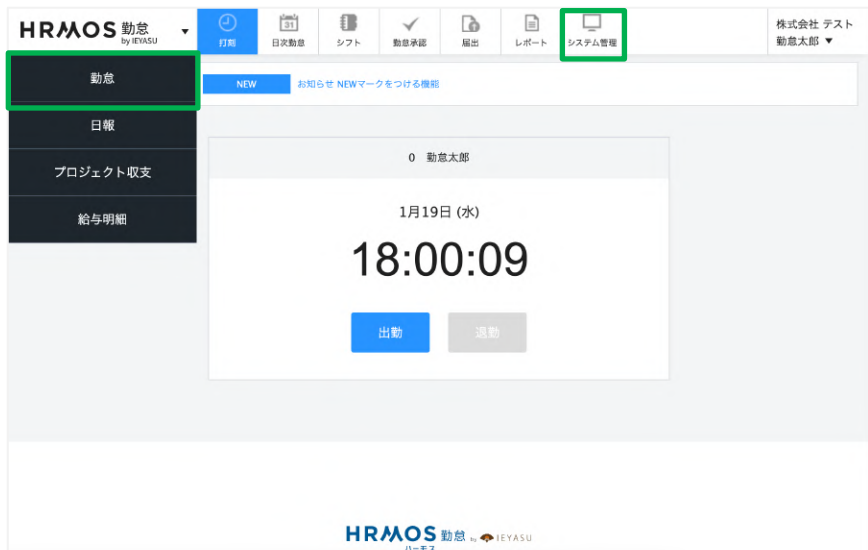 HRMOS 勤怠 ▼
by IEYASU
打刻
31
日次勤怠
シフト
勤怠承認
届出
レポート
システム管理
株式会社 テスト
勤怠太郎 ▼
勤怠
日報
プロジェクト収支
給与明細
NEW お知らせ NEWマークをつける機能
0 勤怠太郎
1月19日 (水)
18:00:09
出勤
退勤
HRMOS 勤怠 by IEYASU
ハーモス